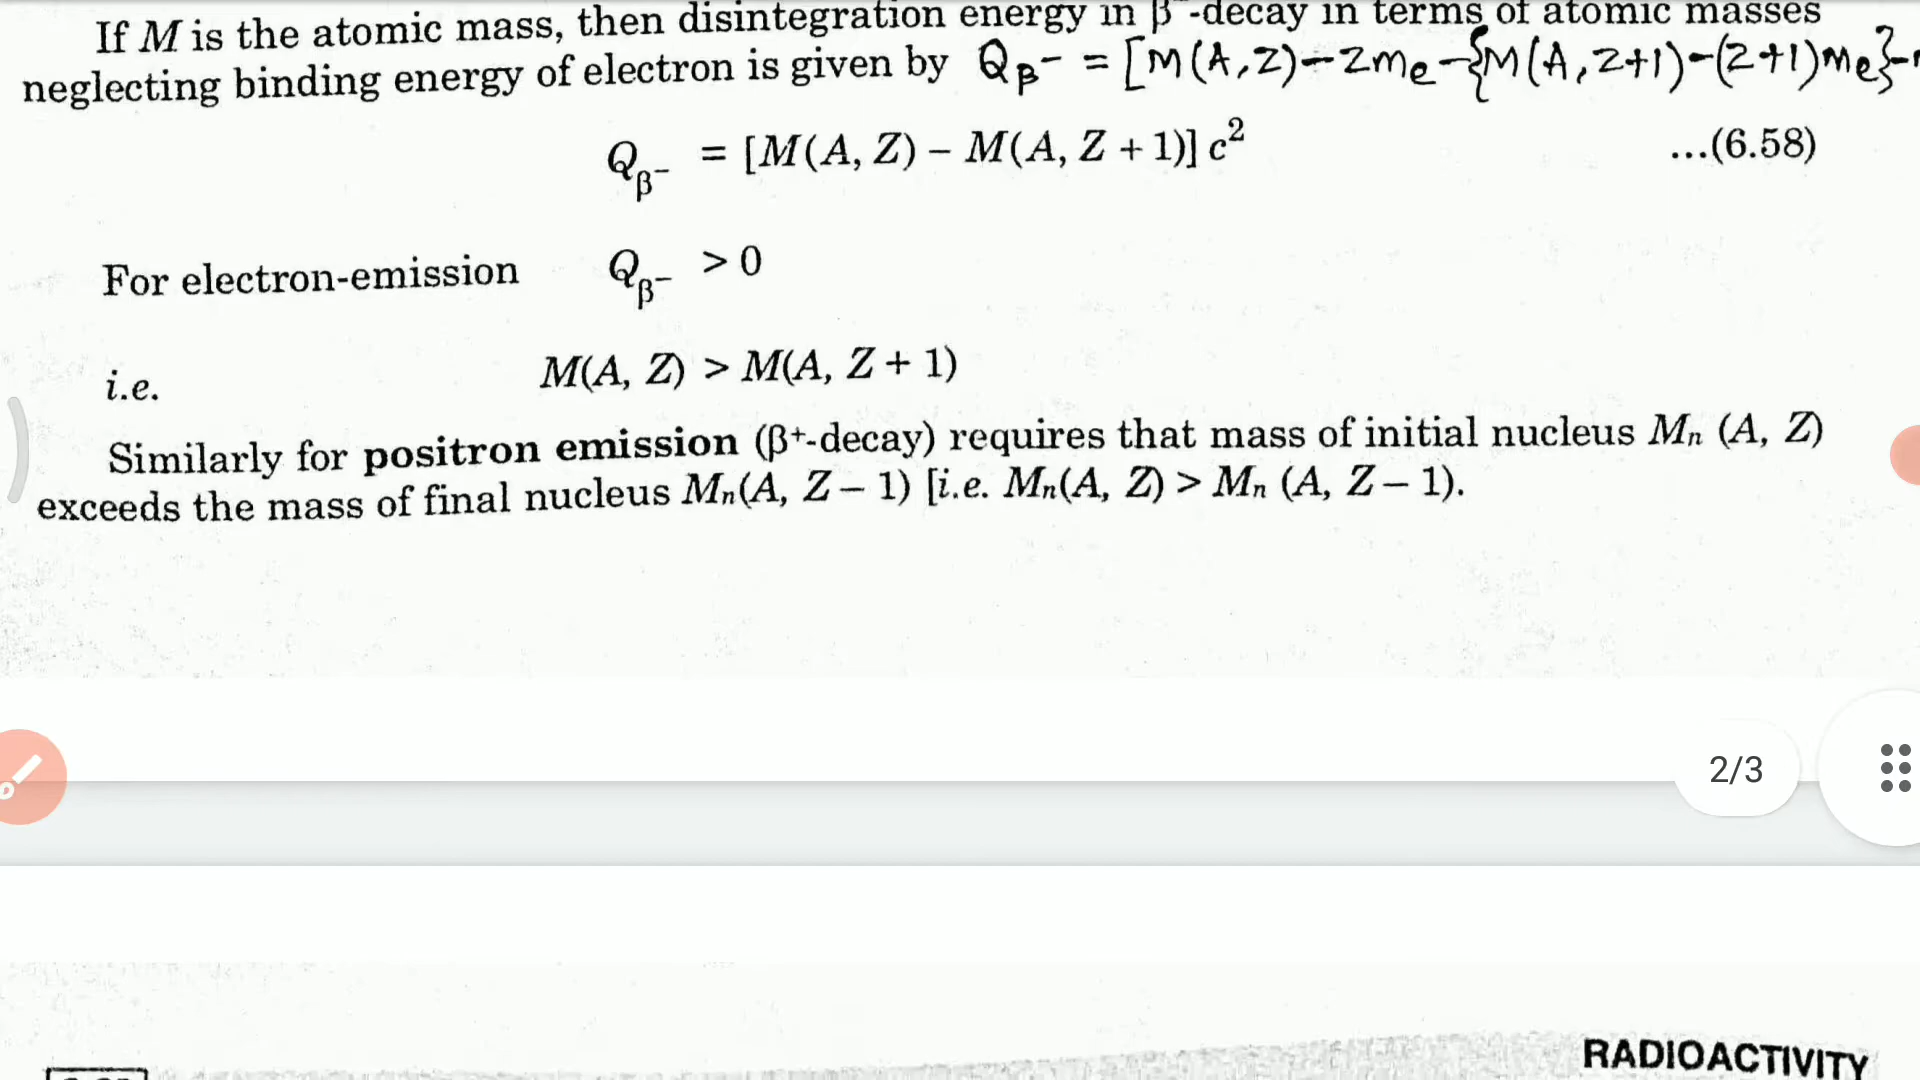 If M is the atomic mass, then disintegration energy in β⁻-decay in terms of atomic masses
neglecting binding energy of electron is given by Qβ⁻ = [M(A,Z)-Zme-{M(A,Z+1)-(Z+1)me}-
Qβ⁻ = [M(A, Z) – M(A, Z + 1)] c² ...(6.58)
For electron-emission Qβ⁻ > 0
i.e. M(A, Z) > M(A, Z + 1)
Similarly for positron emission (β⁺-decay) requires that mass of initial nucleus Mn (A, Z)
exceeds the mass of final nucleus Mn(A, Z – 1) [i.e. Mn(A, Z) > Mn (A, Z – 1).
2/3
RADIOACTIVITY